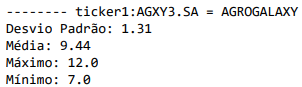 -------- ticker1:AGXY3.SA = AGROGALAXY
Desvio Padrão: 1.31
Média: 9.44
Máximo: 12.0
Mínimo: 7.0